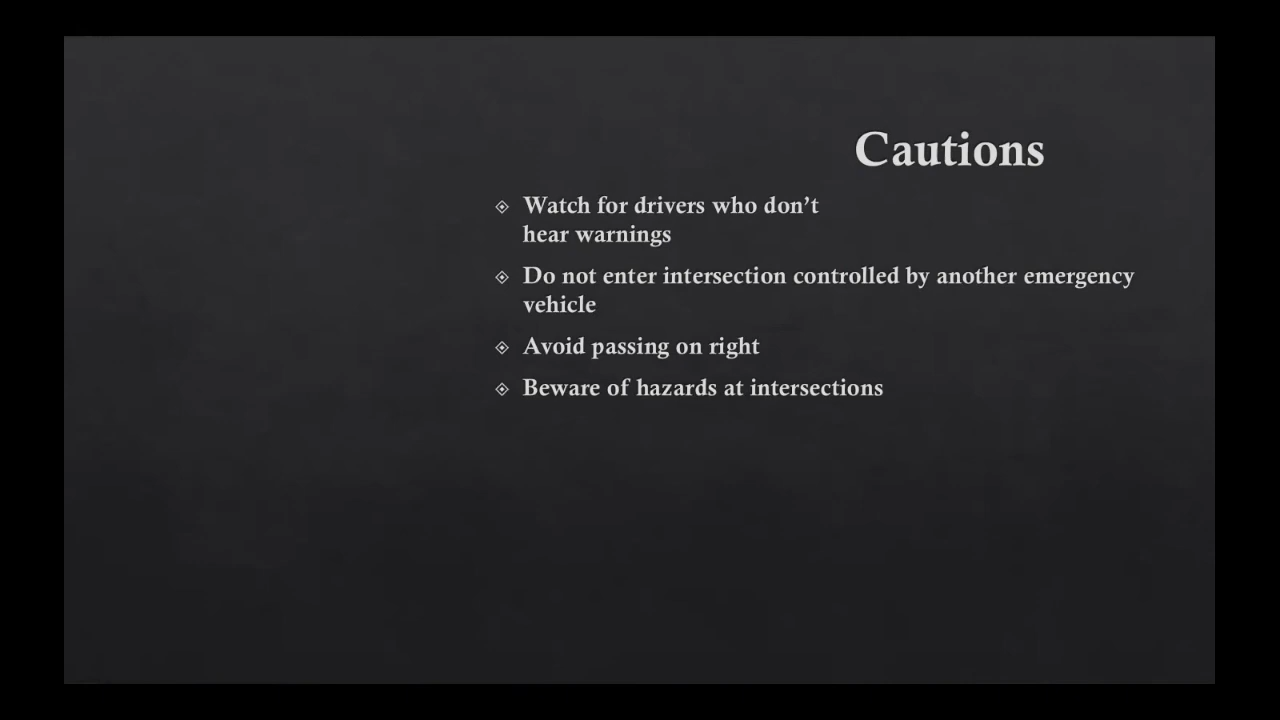 Cautions
Watch for drivers who don’t
hear warnings
Do not enter intersection controlled by another emergency
vehicle
Avoid passing on right
Beware of hazards at intersections